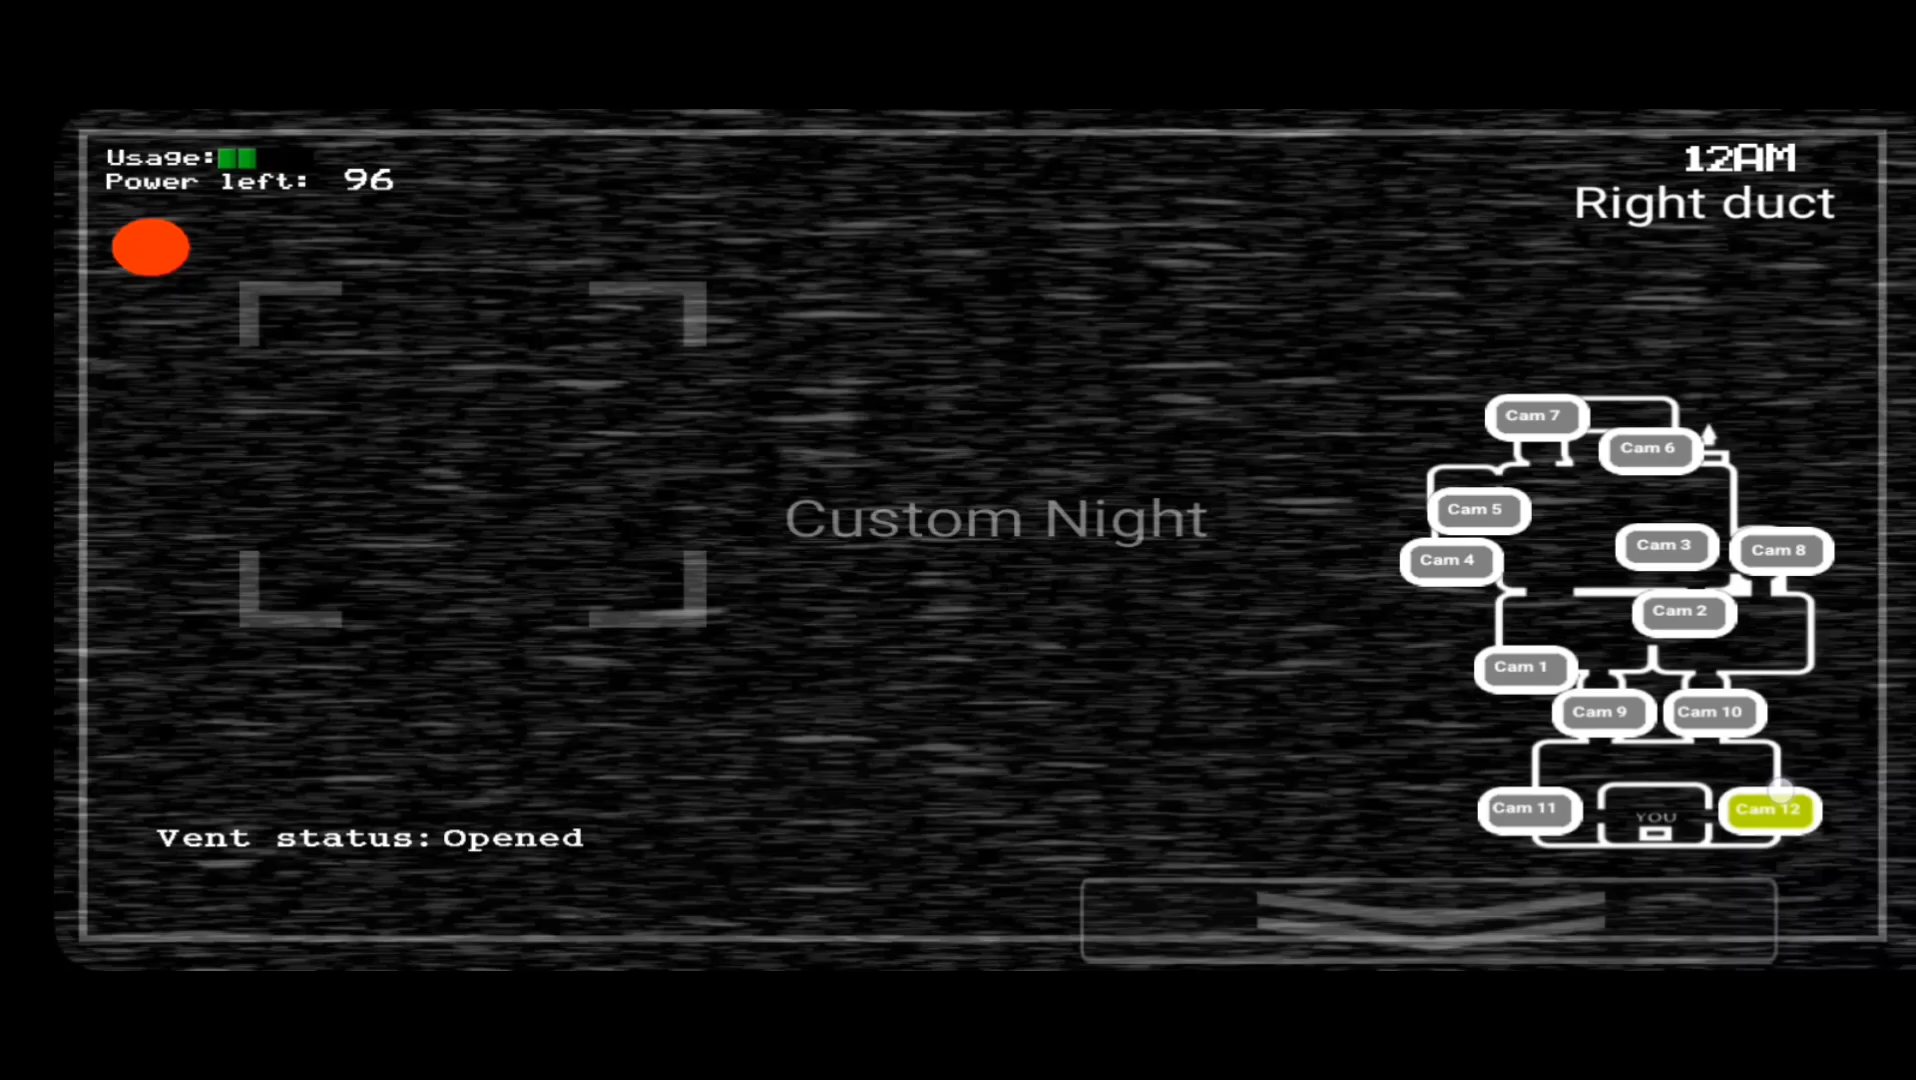 Usage:
Power left: 96
12AM
Right duct
Custom Night
Cam 7
Cam 6
Cam 5
Cam 4
Cam 3
Cam 8
Cam 2
Cam 1
Cam 9
Cam 10
Cam 11
YOU
Cam 12
Vent status: Opened